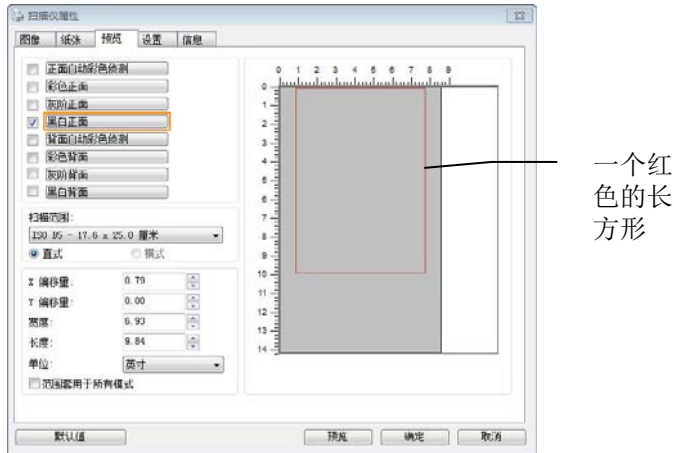 扫描仪属性
图像 纸张 预览 设置 信息
正面自动彩色侦测
彩色正面
灰阶正面
黑白正面
背面自动彩色侦测
彩色背面
灰阶背面
黑白背面
扫描范围:
ISO B5 - 17.6 x 25.0 厘米
直式 横式
X 偏移量: 0.79
Y 偏移量: 0.00
宽度: 6.93
长度: 9.84
单位: 英寸
范围套用于所有模式
0 1 2 3 4 5 6 7 8 9
0
1
2
3
4
5
6
7
8
9
10
11
12
13
14
一个红
色的长
方形
默认值 预览 确定 取消